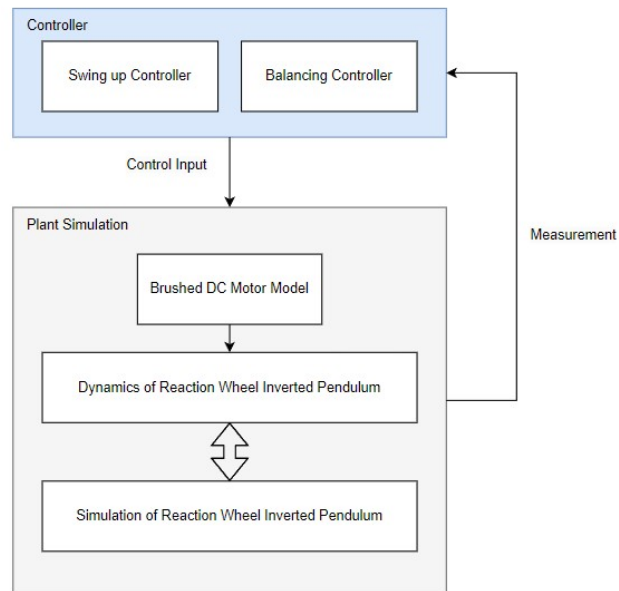 Controller
Swing up Controller
Balancing Controller
Control Input
Measurement
Plant Simulation
Brushed DC Motor Model
Dynamics of Reaction Wheel Inverted Pendulum
Simulation of Reaction Wheel Inverted Pendulum